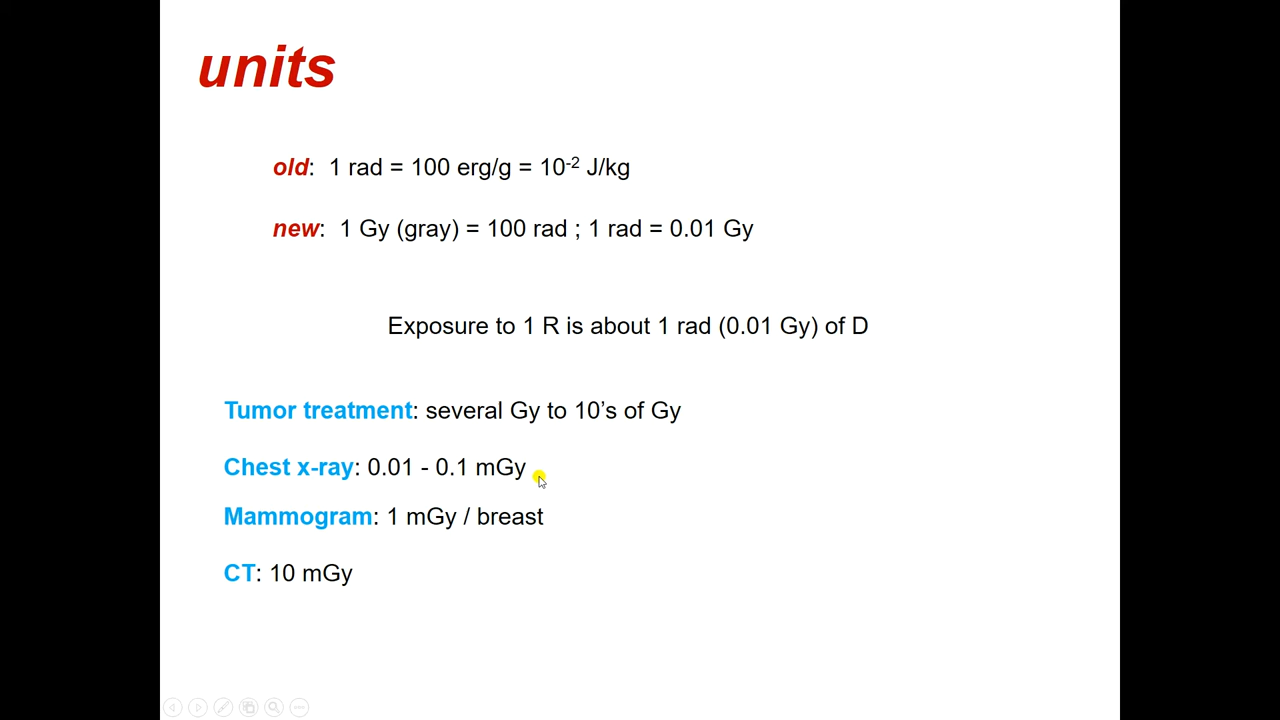 units
old: 1 rad = 100 erg/g = 10⁻² J/kg
new: 1 Gy (gray) = 100 rad ; 1 rad = 0.01 Gy
Exposure to 1 R is about 1 rad (0.01 Gy) of D
Tumor treatment: several Gy to 10’s of Gy
Chest x-ray: 0.01 - 0.1 mGy
Mammogram: 1 mGy / breast
CT: 10 mGy